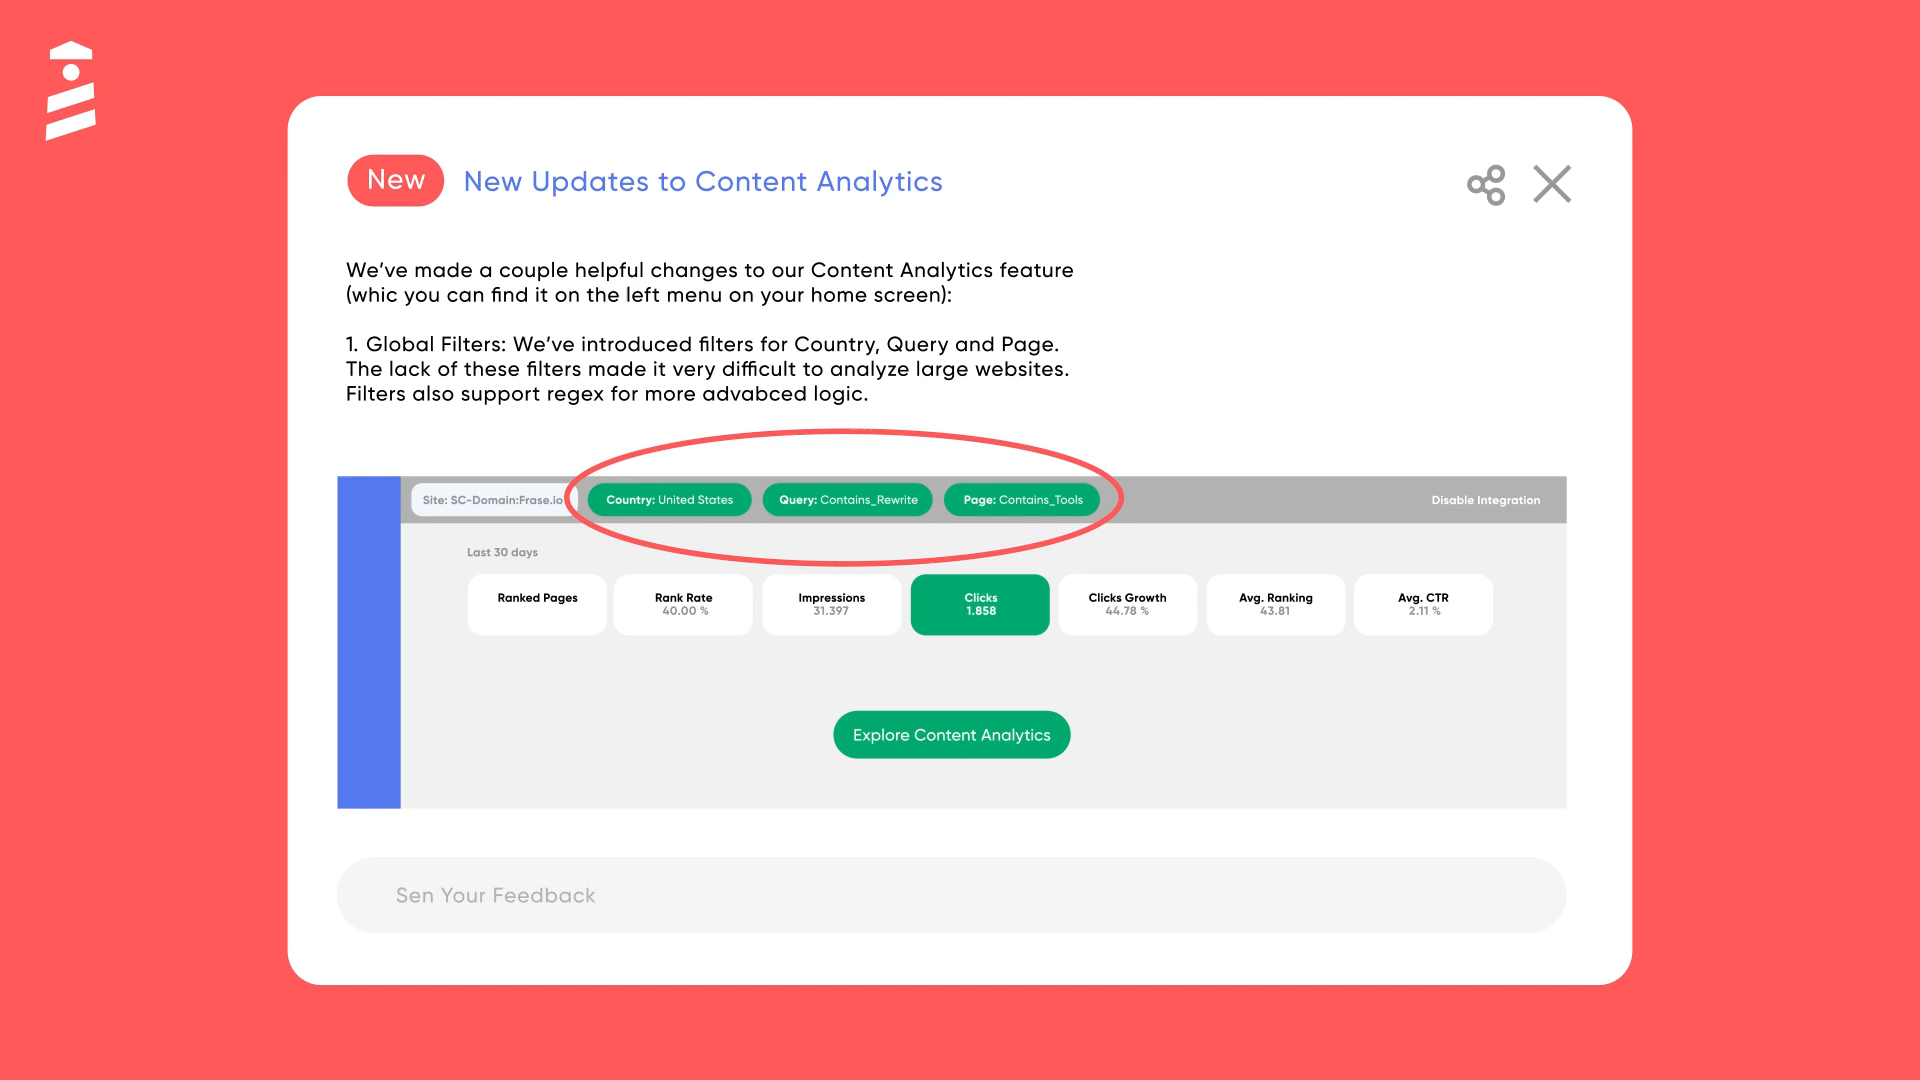 New
New Updates to Content Analytics
We’ve made a couple helpful changes to our Content Analytics feature
(whic you can find it on the left menu on your home screen):
1. Global Filters: We’ve introduced filters for Country, Query and Page.
The lack of these filters made it very difficult to analyze large websites.
Filters also support regex for more advabced logic.
Site: SC-Domain:Frase.io
Country: United States
Query: Contains_Rewrite
Page: Contains_Tools
Disable Integration
Last 30 days
Ranked Pages
Rank Rate
40.00 %
Impressions
31.397
Clicks
1.858
Clicks Growth
44.78 %
Avg. Ranking
43.81
Avg. CTR
2.11 %
Explore Content Analytics
Sen Your Feedback